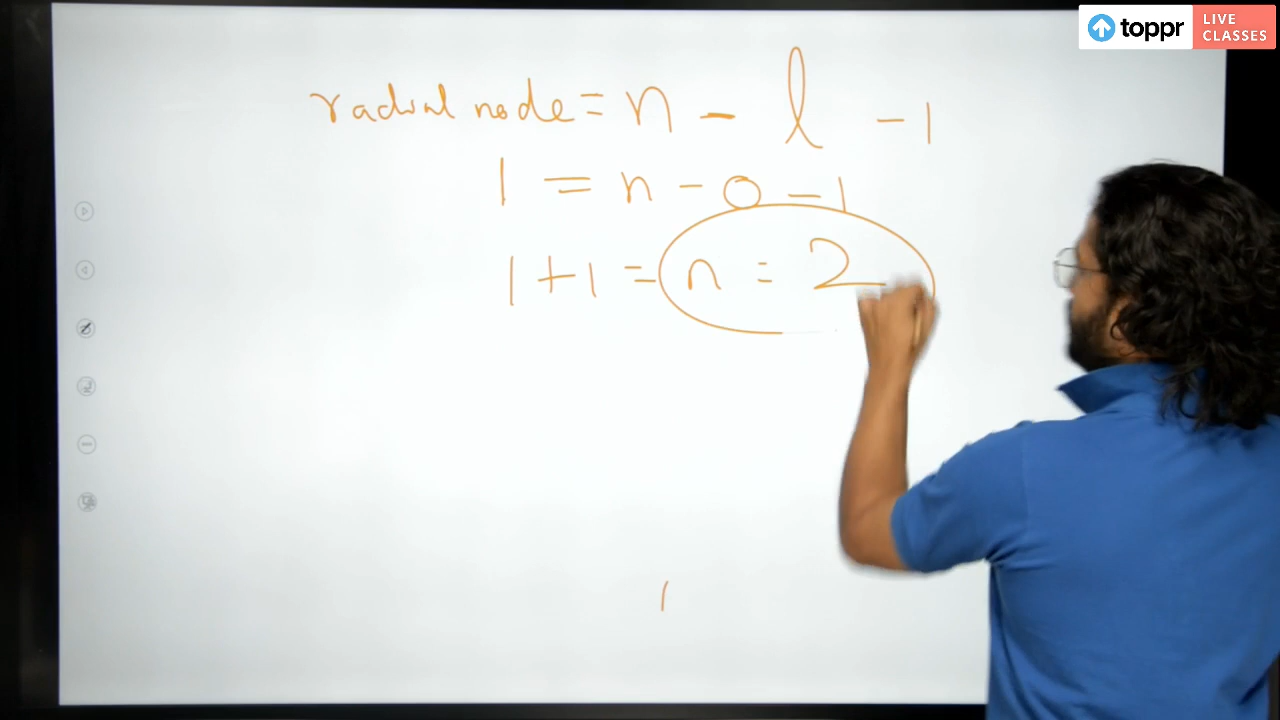 toppr LIVE CLASSES
radial node = n - l - 1
1 = n - 0 - 1
1 + 1 = n = 2